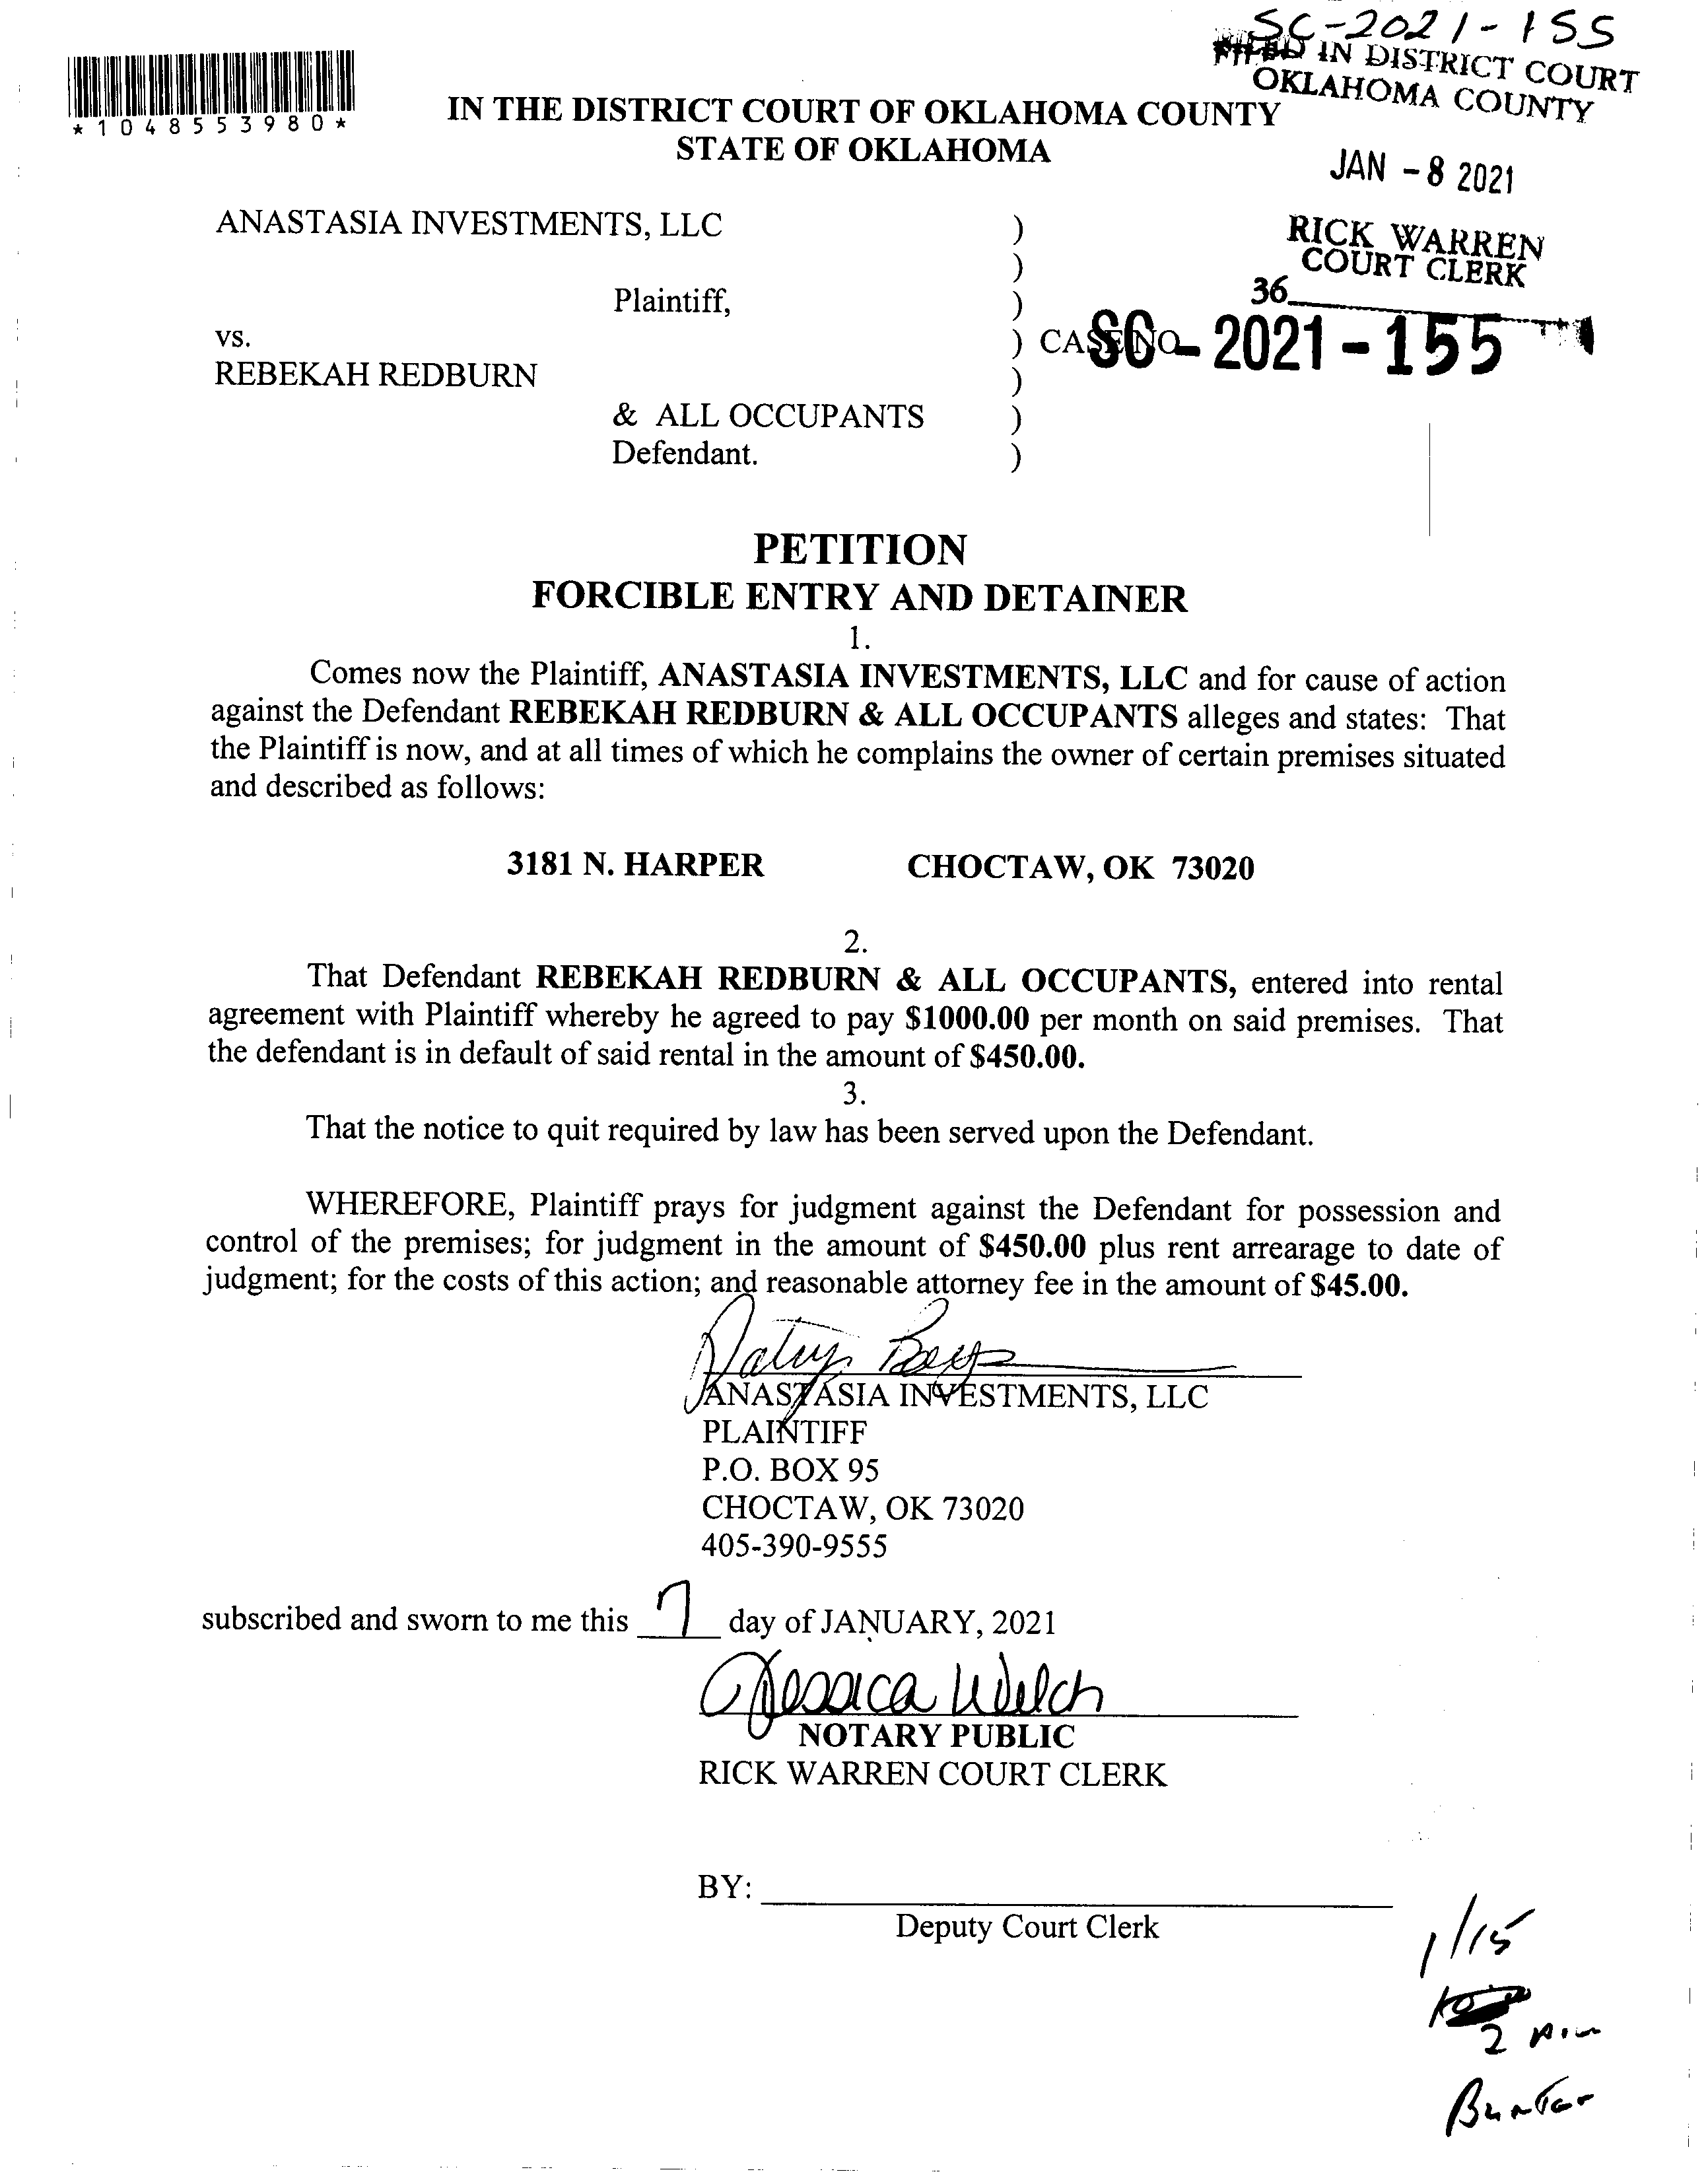 SC-2021-155
FILED IN DISTRICT COURT
OKLAHOMA COUNTY
*1048553980*
IN THE DISTRICT COURT OF OKLAHOMA COUNTY
STATE OF OKLAHOMA
JAN - 8 2021
RICK WARREN
COURT CLERK
36
ANASTASIA INVESTMENTS, LLC )
)
Plaintiff, )
vs. ) CASE NO. SC - 2021 - 155
REBEKAH REDBURN )
& ALL OCCUPANTS )
Defendant. )
PETITION
FORCIBLE ENTRY AND DETAINER
1.
Comes now the Plaintiff, ANASTASIA INVESTMENTS, LLC and for cause of action
against the Defendant REBEKAH REDBURN & ALL OCCUPANTS alleges and states: That
the Plaintiff is now, and at all times of which he complains the owner of certain premises situated
and described as follows:
3181 N. HARPER CHOCTAW, OK 73020
2.
That Defendant REBEKAH REDBURN & ALL OCCUPANTS, entered into rental
agreement with Plaintiff whereby he agreed to pay $1000.00 per month on said premises. That
the defendant is in default of said rental in the amount of $450.00.
3.
That the notice to quit required by law has been served upon the Defendant.
WHEREFORE, Plaintiff prays for judgment against the Defendant for possession and
control of the premises; for judgment in the amount of $450.00 plus rent arrearage to date of
judgment; for the costs of this action; and reasonable attorney fee in the amount of $45.00.
ANASTASIA INVESTMENTS, LLC
PLAINTIFF
P.O. BOX 95
CHOCTAW, OK 73020
405-390-9555
subscribed and sworn to me this 7 day of JANUARY, 2021
Jessica Welch
NOTARY PUBLIC
RICK WARREN COURT CLERK
BY:
Deputy Court Clerk
1/15
2